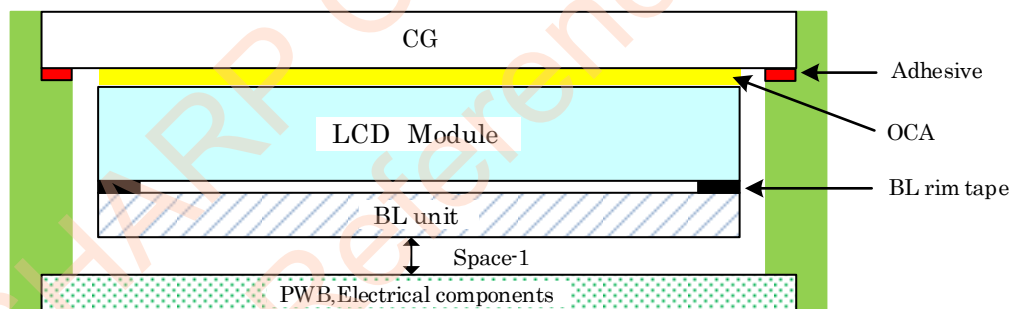 CG
Adhesive
OCA
LCD Module
BL rim tape
BL unit
Space-1
PWB,Electrical components